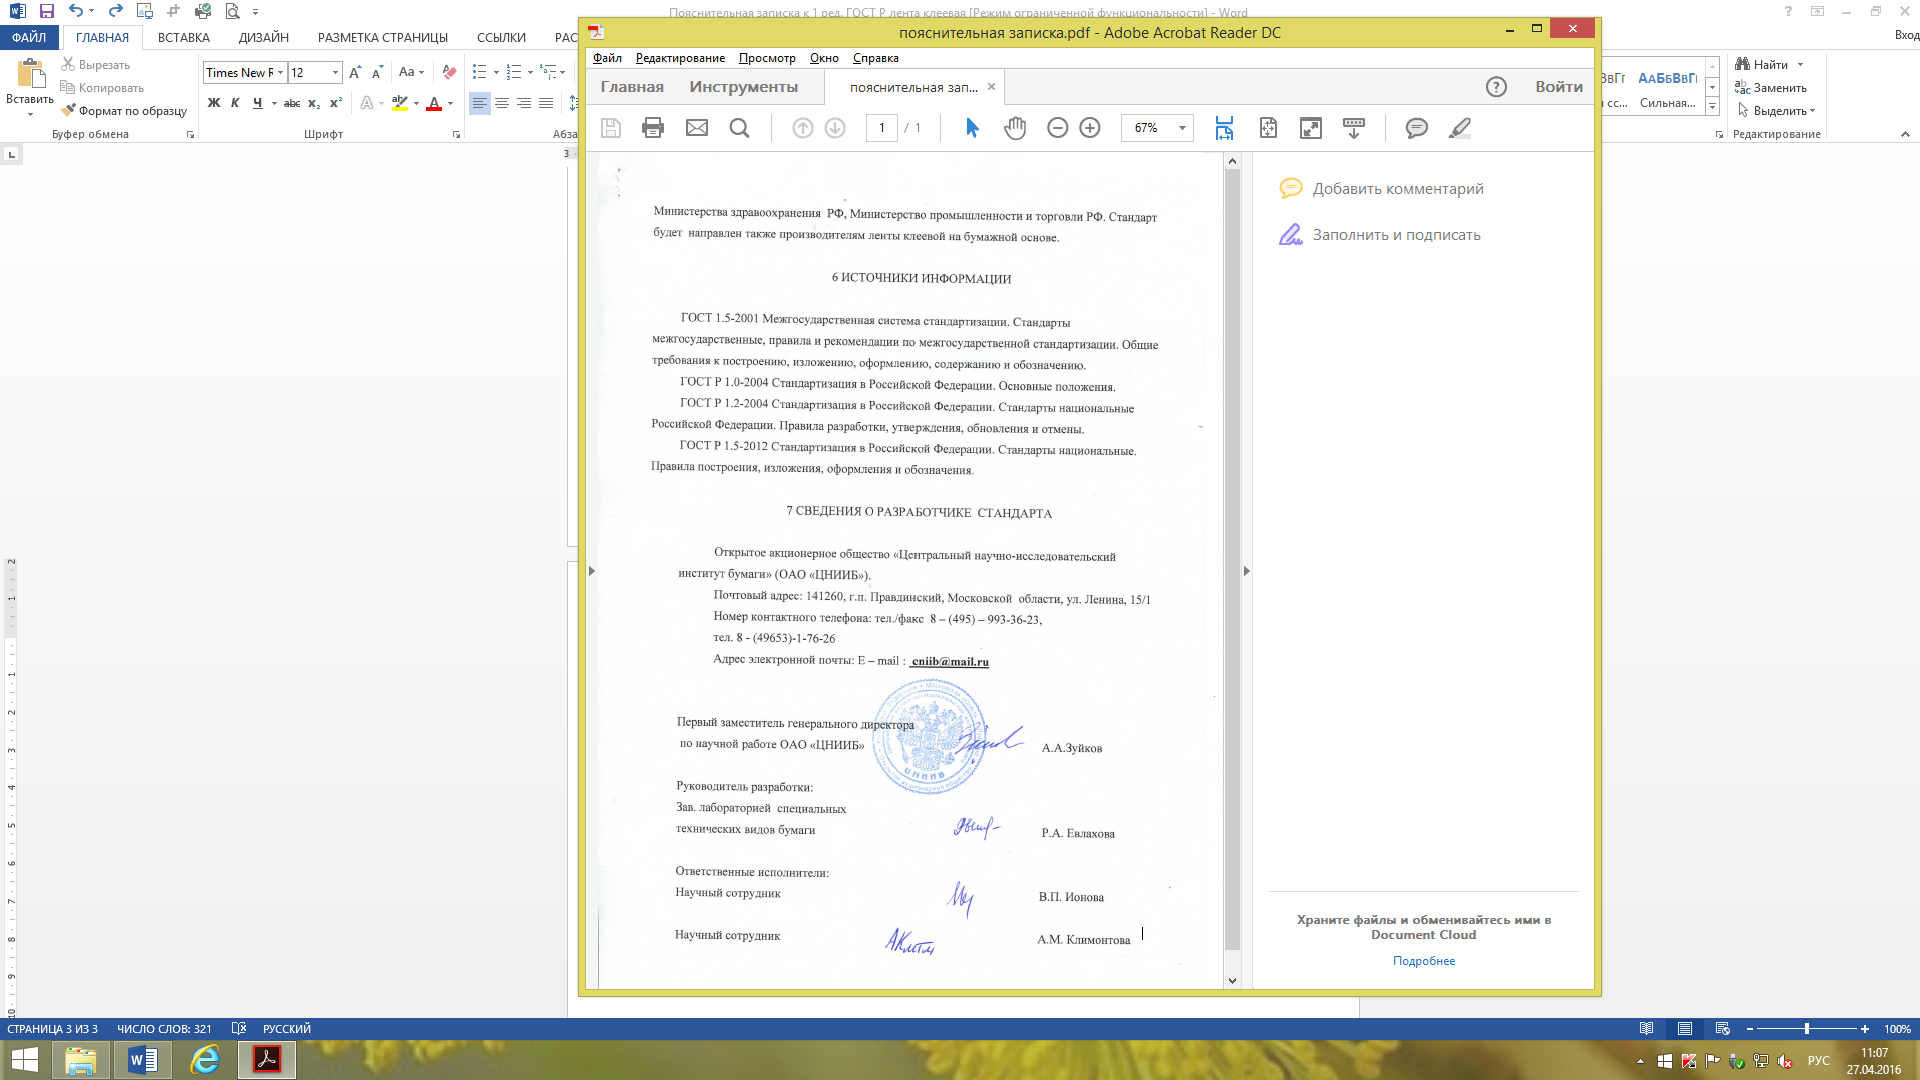 Пояснительная записка к 1 ред. ГОСТ Р лента клеевая [Режим ограниченной функциональности] - Word
ФАЙЛ ГЛАВНАЯ ВСТАВКА ДИЗАЙН РАЗМЕТКА СТРАНИЦЫ ССЫЛКИ РАС
Вход
Вставить
Вырезать
Копировать
Формат по образцу
Буфер обмена
Times New R 12
Aa
Ж К Ч abc x₂ x²
Шрифт
Абза
АаБбВвГг
Сильная...
Найти
Заменить
Выделить
Редактирование
пояснительная записка.pdf - Adobe Acrobat Reader DC
Файл Редактирование Просмотр Окно Справка
Главная Инструменты пояснительная зап... Войти
1 / 1 67%
Министерства здравоохранения РФ, Министерство промышленности и торговли РФ. Стандарт
будет направлен также производителям ленты клеевой на бумажной основе.
6 ИСТОЧНИКИ ИНФОРМАЦИИ
ГОСТ 1.5-2001 Межгосударственная система стандартизации. Стандарты
межгосударственные, правила и рекомендации по межгосударственной стандартизации. Общие
требования к построению, изложению, оформлению, содержанию и обозначению.
ГОСТ Р 1.0-2004 Стандартизация в Российской Федерации. Основные положения.
ГОСТ Р 1.2-2004 Стандартизация в Российской Федерации. Стандарты национальные
Российской Федерации. Правила разработки, утверждения, обновления и отмены.
ГОСТ Р 1.5-2012 Стандартизация в Российской Федерации. Стандарты национальные.
Правила построения, изложения, оформления и обозначения.
7 СВЕДЕНИЯ О РАЗРАБОТЧИКЕ СТАНДАРТА
Открытое акционерное общество «Центральный научно-исследовательский
институт бумаги» (ОАО «ЦНИИБ»).
Почтовый адрес: 141260, г.п. Правдинский, Московской области, ул. Ленина, 15/1
Номер контактного телефона: тел./факс 8 – (495) – 993-36-23,
тел. 8 - (49653)-1-76-26
Адрес электронной почты: E – mail : cniib@mail.ru
Первый заместитель генерального директора
по научной работе ОАО «ЦНИИБ» А.А.Зуйков
ЦНИИБ
Руководитель разработки:
Зав. лабораторией специальных
технических видов бумаги Р.А. Евлахова
Ответственные исполнители:
Научный сотрудник В.П. Ионова
Научный сотрудник А.М. Климонтова
Добавить комментарий
Заполнить и подписать
Храните файлы и обменивайтесь ими в
Document Cloud
Подробнее
СТРАНИЦА 3 ИЗ 3 ЧИСЛО СЛОВ: 321 РУССКИЙ
100%
РУС
11:07
27.04.2016